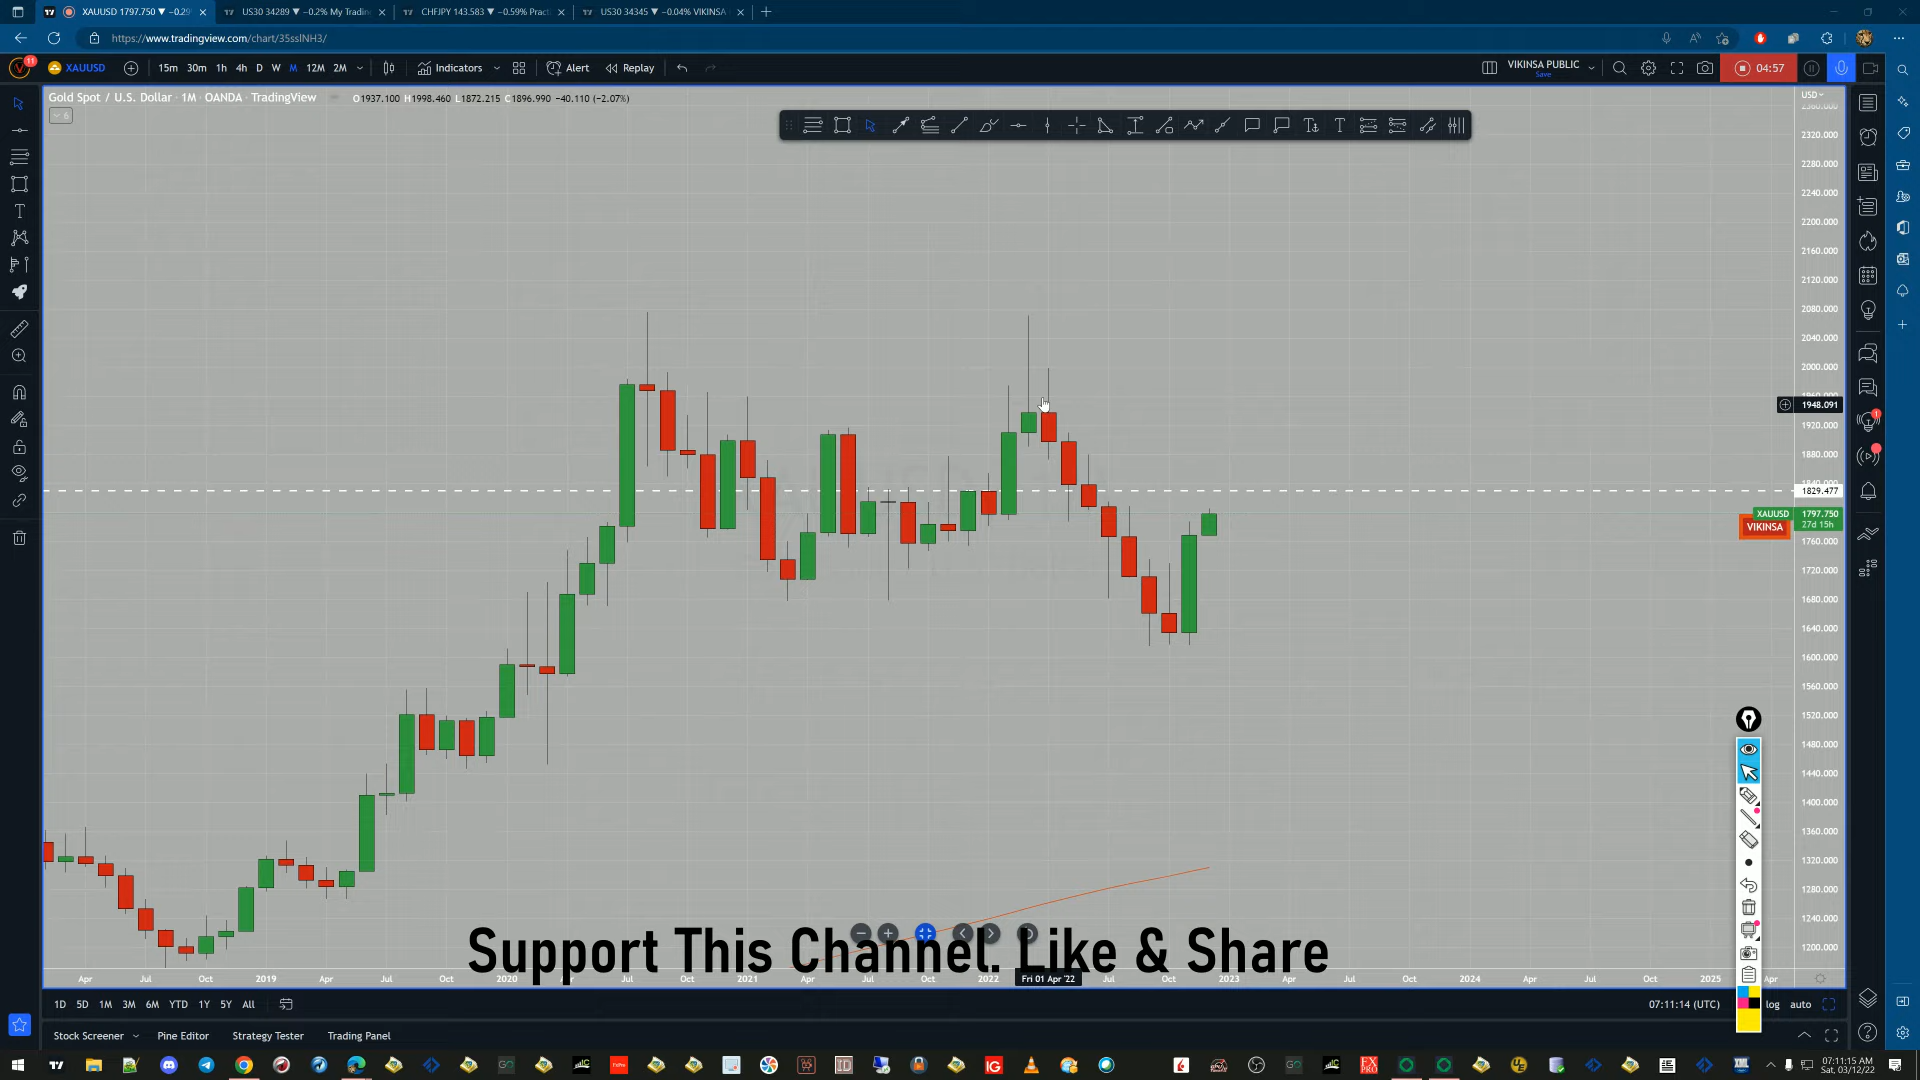 XAUUSD 1797.750 ▼ −0.29
US30 34289 ▼ −0.2% My Trading
CHFJPY 143.583 ▼ −0.59% Pract
US30 34345 ▼ −0.04% VIKINSA
https://www.tradingview.com/chart/35sslNH3/
11
XAUUSD
15m 30m 1h 4h D W M 12M 2M
Indicators
Alert
Replay
VIKINSA PUBLIC
Save
04:57
Gold Spot / U.S. Dollar · 1M · OANDA · TradingView
O1937.100 H1998.460 L1872.215 C1896.990 −40.110 (−2.07%)
6
USD
2320.000
2280.000
2240.000
2200.000
2160.000
2120.000
2080.000
2040.000
2000.000
1948.091
1920.000
1880.000
1829.477
XAUUSD 1797.750
27d 15h
VIKINSA
1760.000
1720.000
1680.000
1640.000
1600.000
1560.000
1520.000
1480.000
1440.000
1400.000
1360.000
1320.000
1280.000
1240.000
1200.000
Support This Channel. Like & Share
Apr Jul Oct 2019 Apr Jul Oct 2020 Apr Jul Oct 2021 Apr Jul Oct 2022 Fri 01 Apr '22 Jul Oct 2023 Apr Jul Oct 2024 Apr Jul Oct 2025 Apr
1D 5D 1M 3M 6M YTD 1Y 5Y All
07:11:14 (UTC)
log auto
Stock Screener
Pine Editor
Strategy Tester
Trading Panel
07:11:15 AM
Sat, 03/12/22